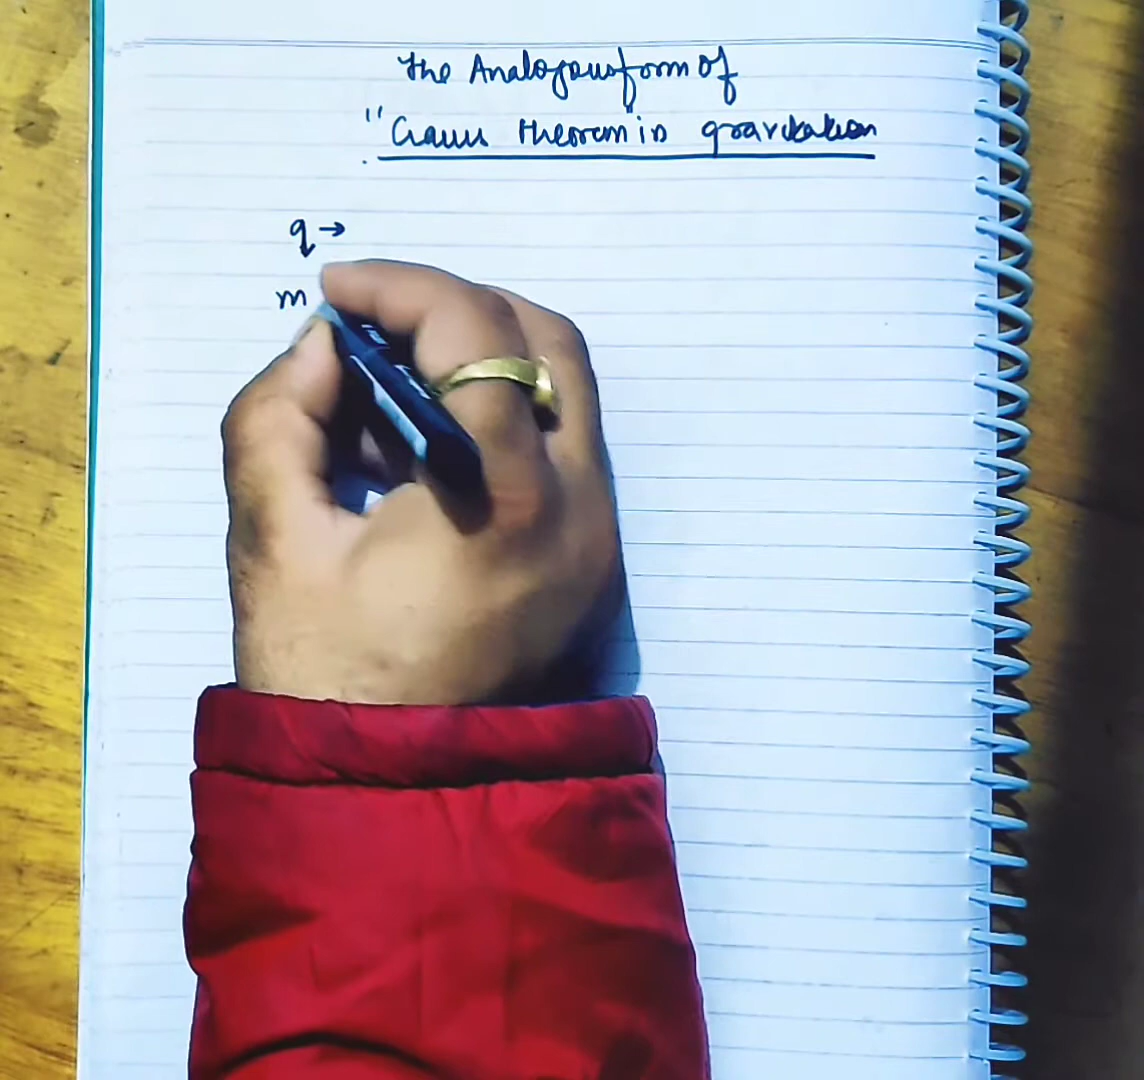 the Analogous form of
"Gauss theorem" in gravitation
q →
m